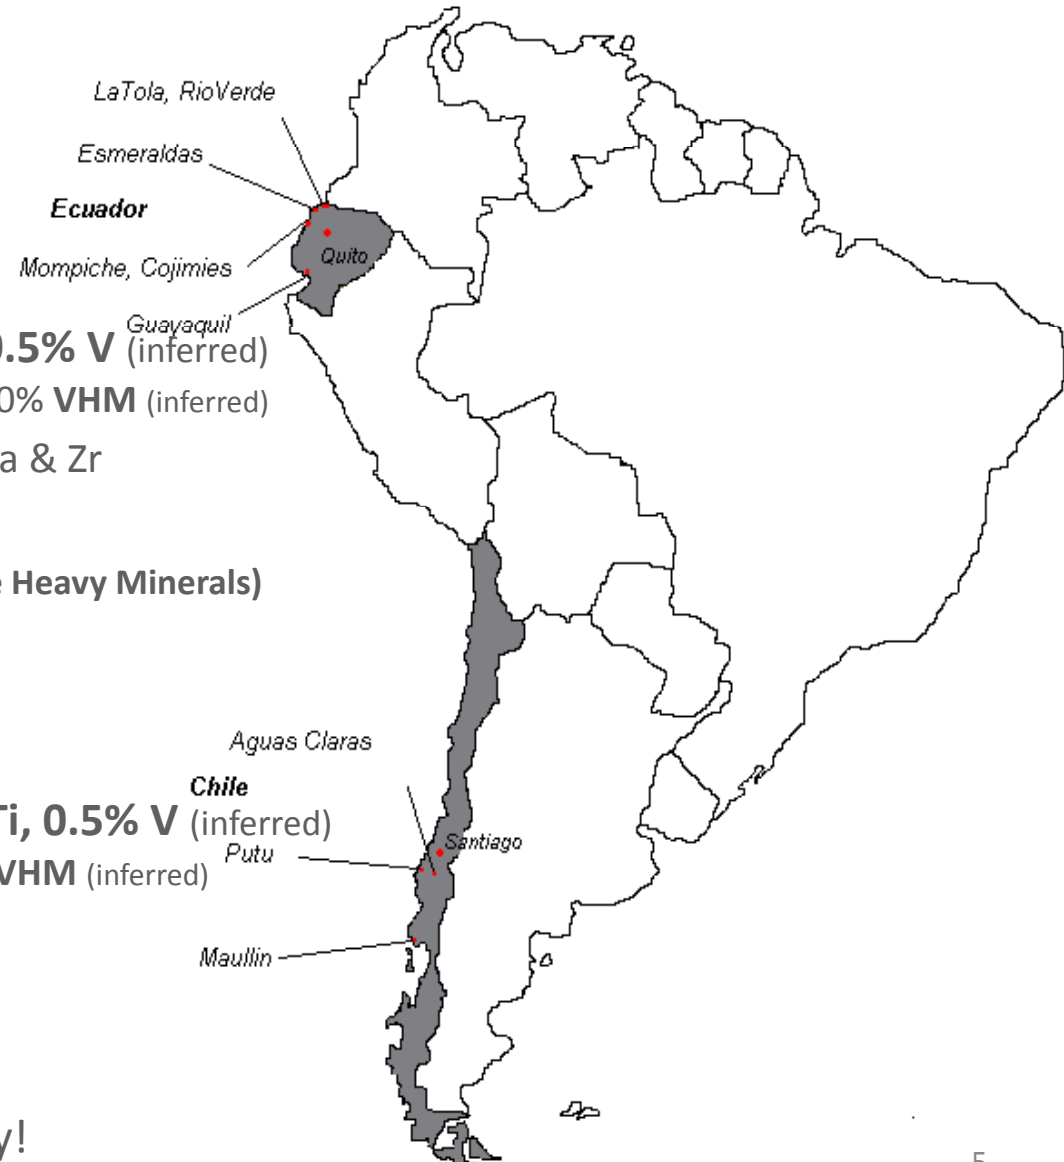 LaTola, RioVerde
Esmeraldas
Ecuador
Quito
Mompiche, Cojimies
Guayaquil
0.5% V (inferred)
0% VHM (inferred)
a & Zr
e Heavy Minerals)
Aguas Claras
Chile
Ti, 0.5% V (inferred)
Santiago
Putu
VHM (inferred)
Maullin
y!